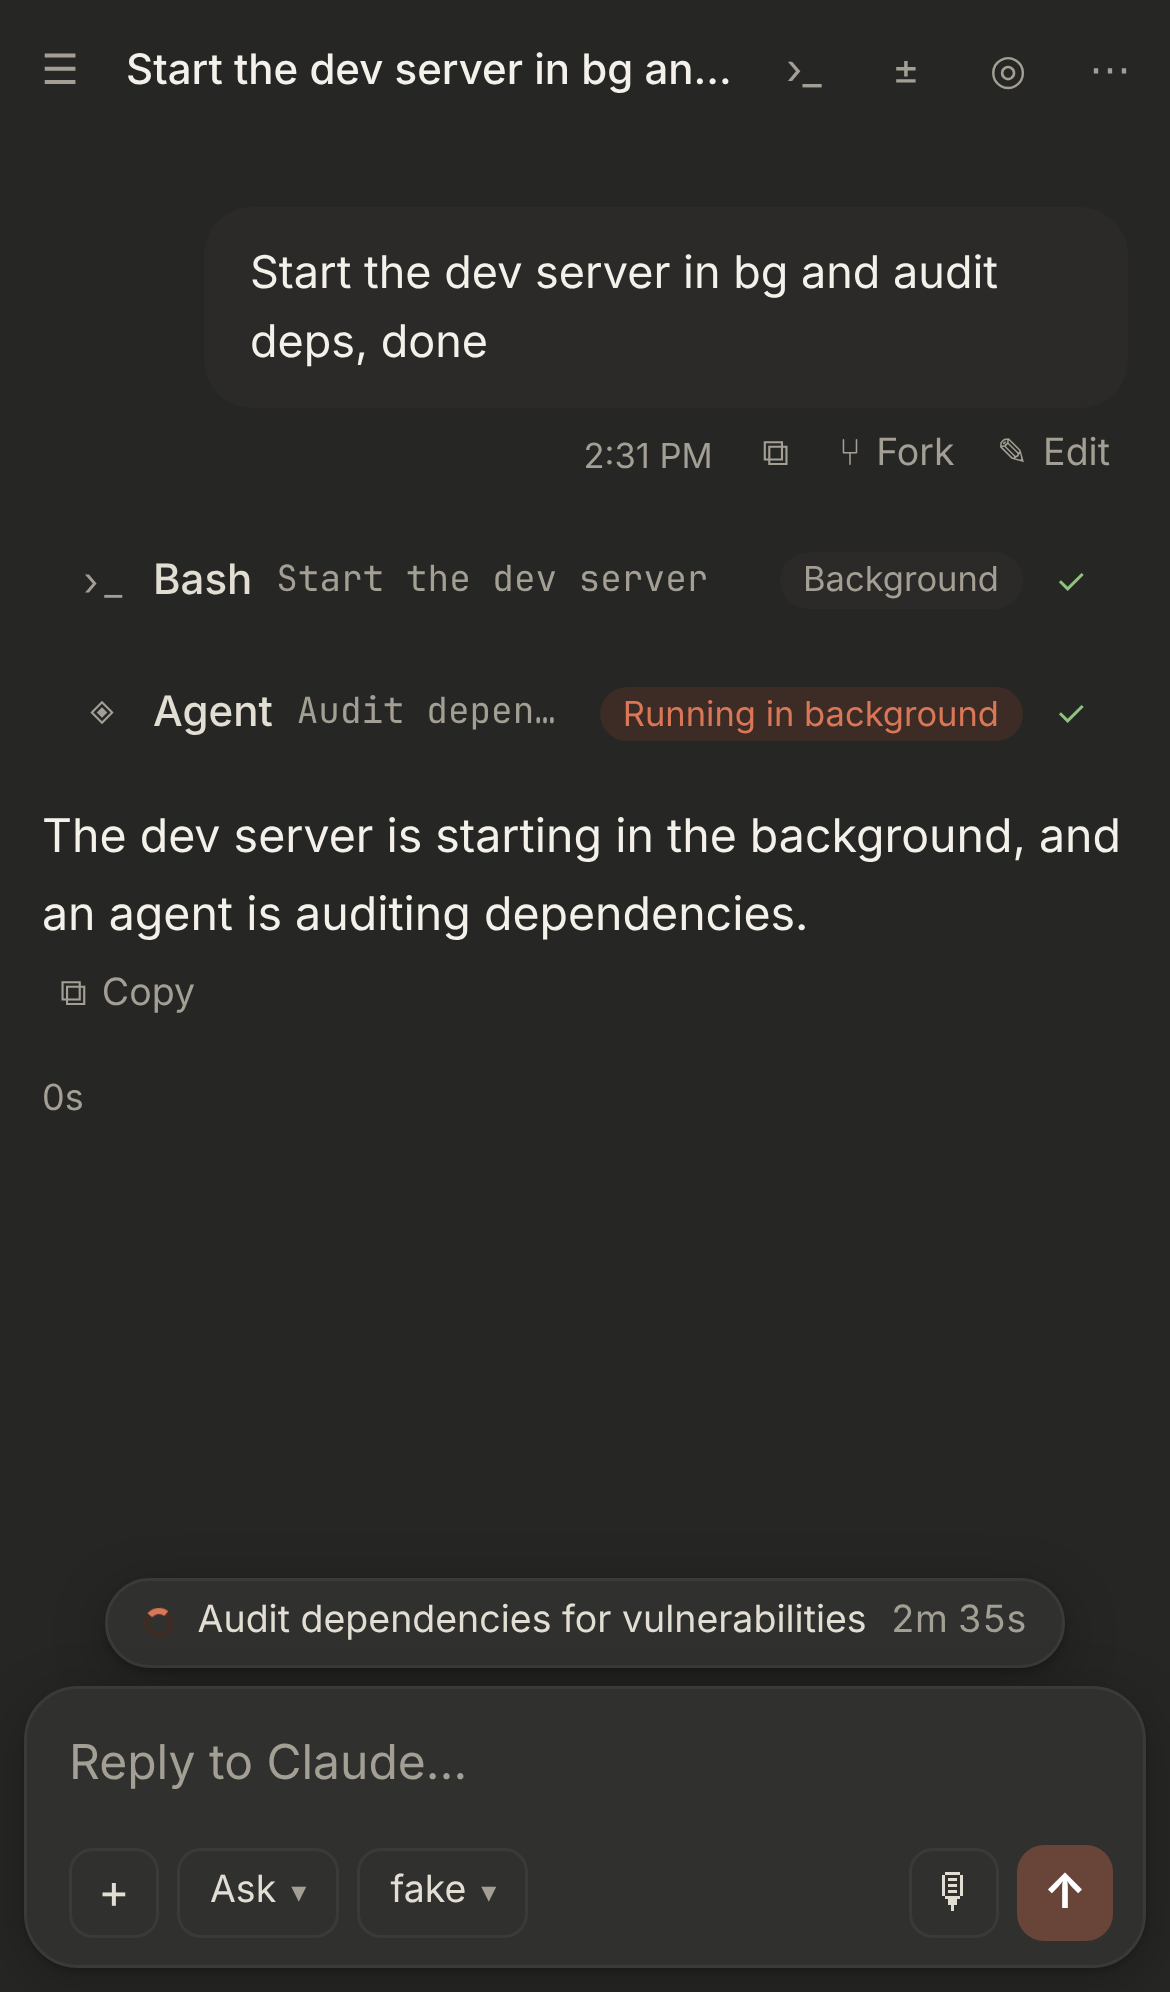 ☰ Start the dev server in bg an... ›_ ± ◎ ⋯
Start the dev server in bg and audit
deps, done
2:31 PM Fork Edit
›_ Bash Start the dev server Background ✓
◈ Agent Audit depen… Running in background ✓
The dev server is starting in the background, and
an agent is auditing dependencies.
Copy
0s
Audit dependencies for vulnerabilities 2m 35s
Reply to Claude...
+ Ask ▾ fake ▾